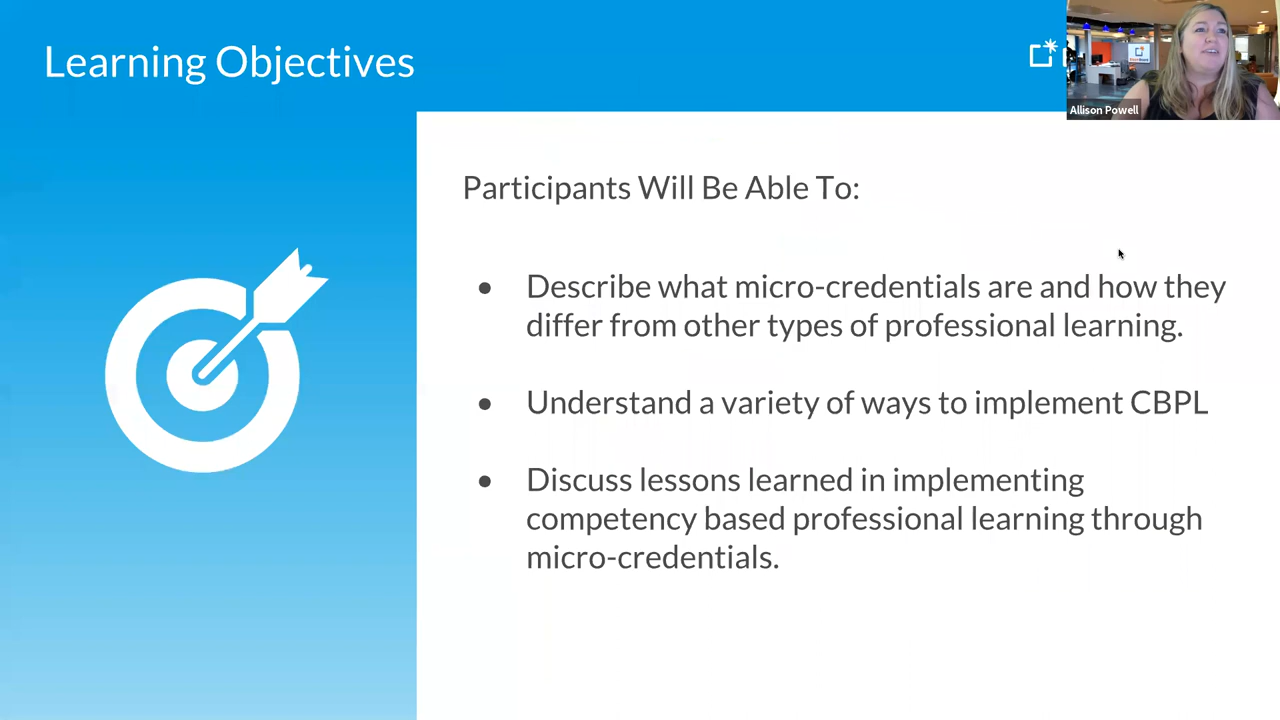 Learning Objectives
Allison Powell
Participants Will Be Able To:
● Describe what micro-credentials are and how they
differ from other types of professional learning.
● Understand a variety of ways to implement CBPL
● Discuss lessons learned in implementing
competency based professional learning through
micro-credentials.